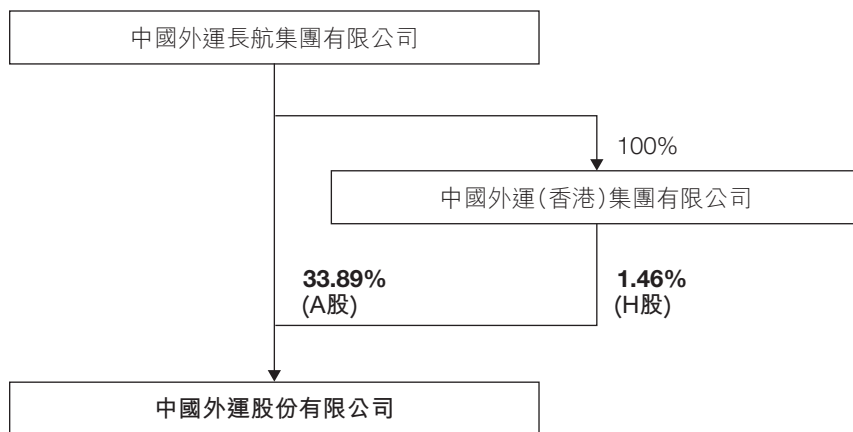 中國外運長航集團有限公司
100%
中國外運(香港)集團有限公司
33.89%
(A股)
1.46%
(H股)
中國外運股份有限公司